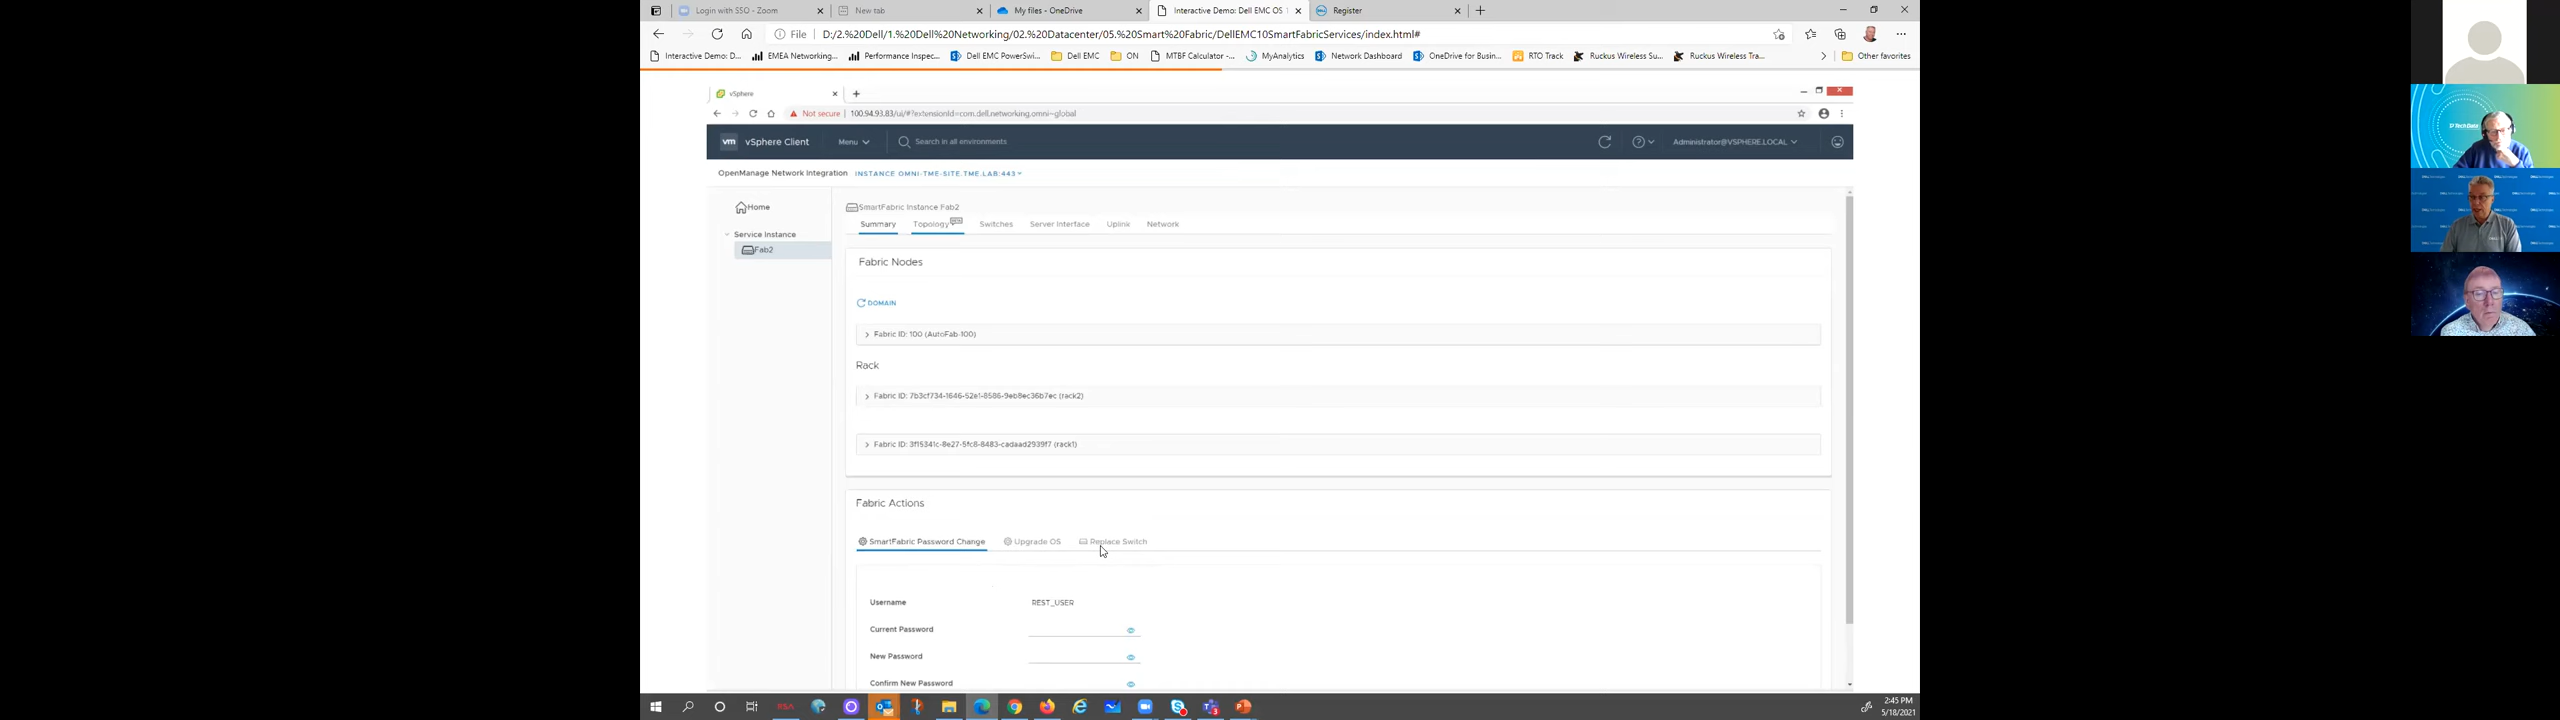 Login with SSO - Zoom
New tab
My files - OneDrive
Interactive Demo: Dell EMC OS 1
Register
File
D:/2.%20Dell/1.%20Dell%20Networking/02.%20Datacenter/05.%20Smart%20Fabric/DellEMC10SmartFabricServices/index.html#
Interactive Demo: D...
EMEA Networking...
Performance Inspec...
Dell EMC PowerSwi...
Dell EMC
ON
MTBF Calculator -...
MyAnalytics
Network Dashboard
OneDrive for Busin...
RTO Track
Ruckus Wireless Su...
Ruckus Wireless Tra...
Other favorites
vSphere
Not secure
100.94.93.83/ui/#?extensionId=com.dell.networking.omni~global
vm
vSphere Client
Menu
Search in all environments
Administrator@VSPHERE.LOCAL
OpenManage Network Integration
INSTANCE OMNI-TME-SITE.TME.LAB:443
Home
Service Instance
Fab2
SmartFabric Instance: Fab2
Summary
Topology
Switches
Server Interface
Uplink
Network
Fabric Nodes
DOMAIN
Fabric ID: 100 (AutoFab-100)
Rack
Fabric ID: 7b3cf734-1646-52e1-8586-9eb8ec36b7ec (rack2)
Fabric ID: 3f15341c-8e27-5fc8-8483-cadaad2939f7 (rack1)
Fabric Actions
SmartFabric Password Change
Upgrade OS
Replace Switch
Username
REST_USER
Current Password
New Password
Confirm New Password
RSA
2:45 PM
5/18/2021
Tech Data